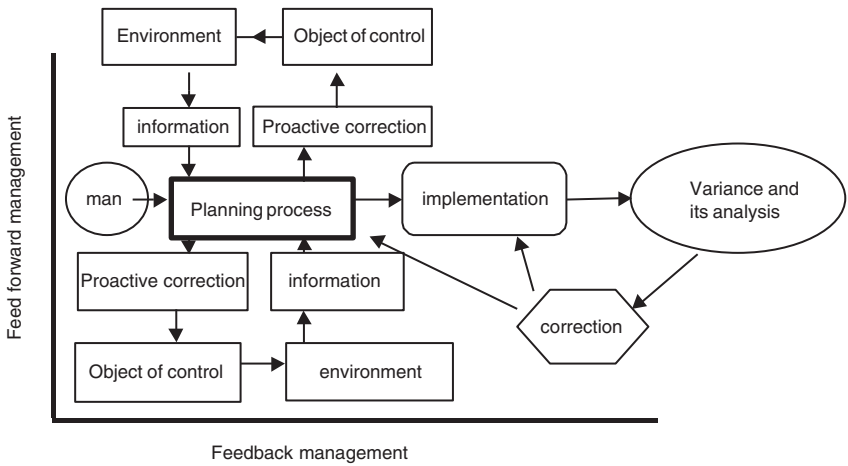 Environment
Object of control
information
Proactive correction
man
Planning process
implementation
Variance and
its analysis
Proactive correction
information
correction
Object of control
environment
Feed forward management
Feedback management